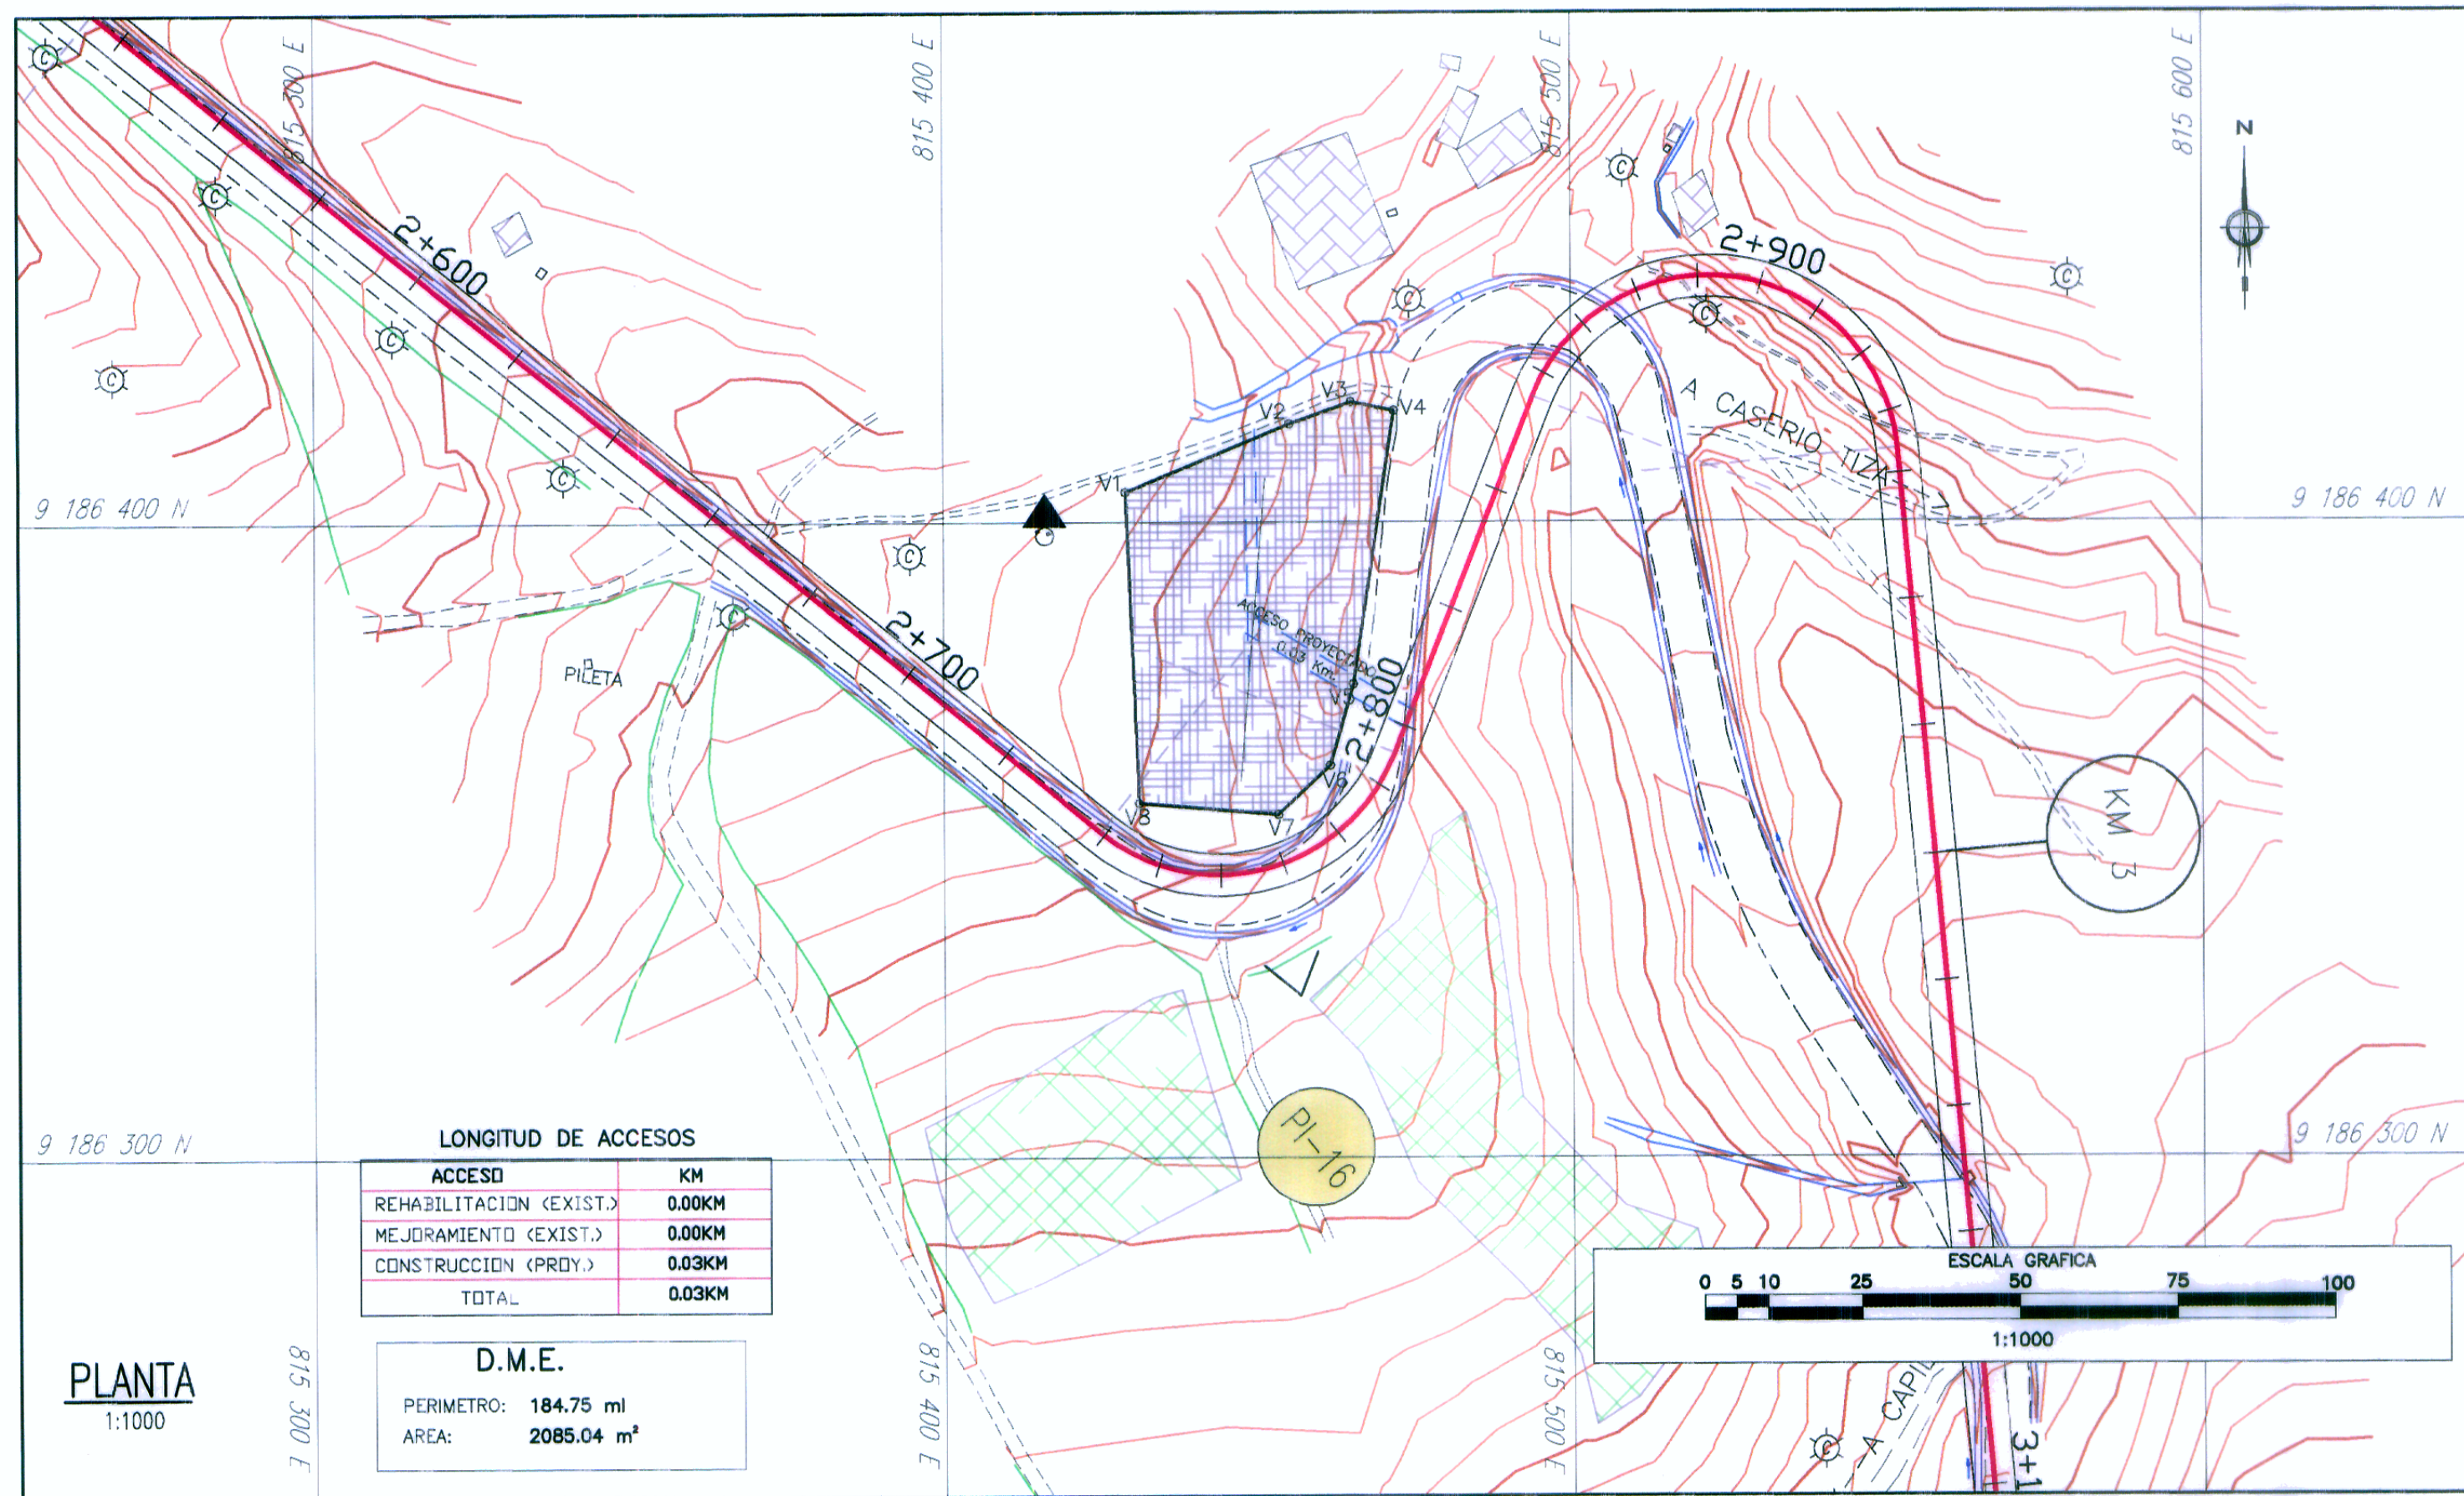 815 300 E
815 400 E
815 500 E
815 600 E
N
2+600
2+900
V3
V2
V4
A CASERIO TIZA
V1
9 186 400 N
9 186 400 N
ACCESO PROYECTADO
0.03 Km.
2+700
PILETA
V5
2+800
V6
KM 3
V8
V7
PI-16
9 186 300 N
9 186 300 N
LONGITUD DE ACCESOS
ACCESO KM
REHABILITACION (EXIST.) 0.00KM
MEJORAMIENTO (EXIST.) 0.00KM
CONSTRUCCION (PROY.) 0.03KM
TOTAL 0.03KM
ESCALA GRAFICA
0 5 10 25 50 75 100
1:1000
D.M.E.
PERIMETRO: 184.75 ml
AREA: 2085.04 m²
PLANTA
1:1000
815 300 E
815 400 E
815 500 E
A CAPIL
3+1
C
C
C
C
C
C
C
C
C
C
C
C
C